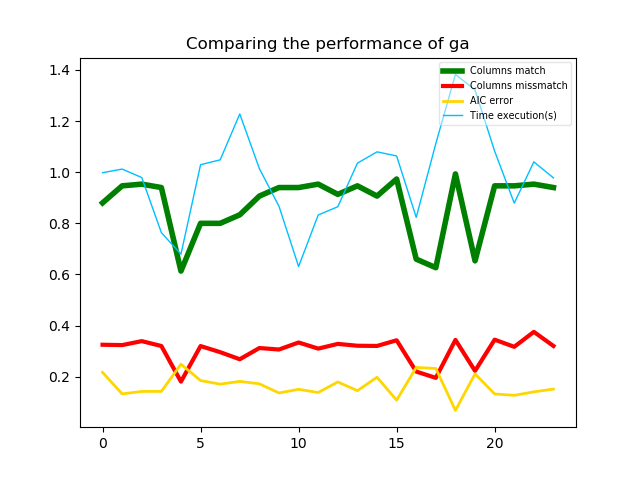 Comparing the performance of ga
Columns match
Columns missmatch
AIC error
Time execution(s)
1.4
1.2
1.0
0.8
0.6
0.4
0.2
0 5 10 15 20